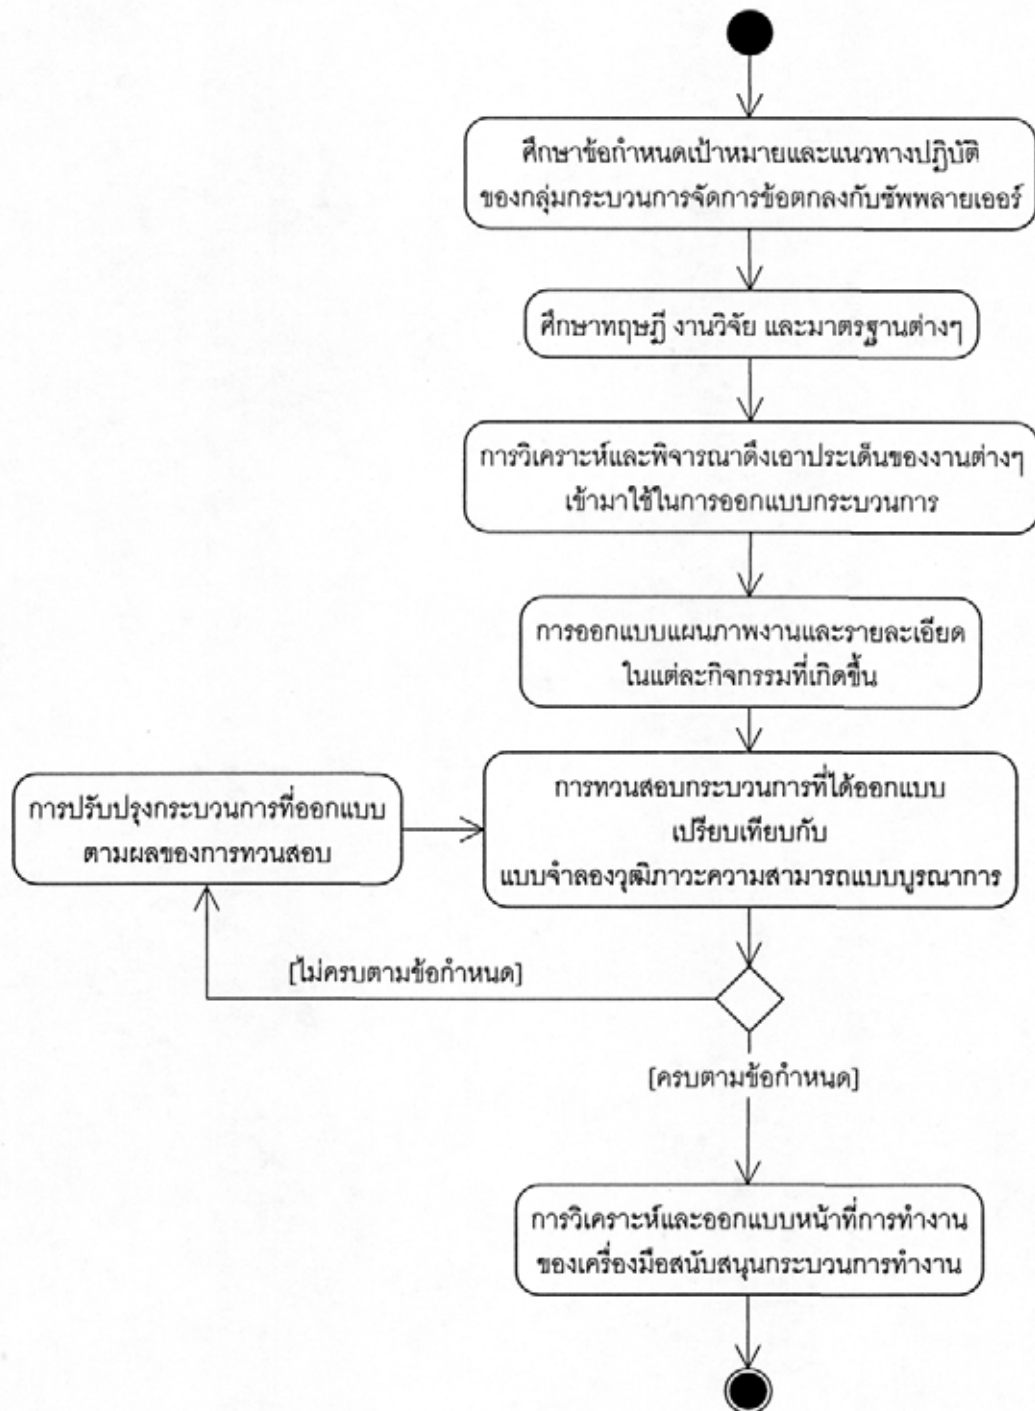 ศึกษาข้อกำหนดเป้าหมายและแนวทางปฏิบัติ
ของกลุ่มกระบวนการจัดการข้อตกลงกับซัพพลายเออร์
ศึกษาทฤษฎี งานวิจัย และมาตรฐานต่างๆ
การวิเคราะห์และพิจารณาดึงเอาประเด็นของงานต่างๆ
เข้ามาใช้ในการออกแบบกระบวนการ
การออกแบบแผนภาพงานและรายละเอียด
ในแต่ละกิจกรรมที่เกิดขึ้น
การทวนสอบกระบวนการที่ได้ออกแบบ
เปรียบเทียบกับ
แบบจำลองวุฒิภาวะความสามารถแบบบูรณาการ
การปรับปรุงกระบวนการที่ออกแบบ
ตามผลของการทวนสอบ
[ไม่ครบตามข้อกำหนด]
[ครบตามข้อกำหนด]
การวิเคราะห์และออกแบบหน้าที่การทำงาน
ของเครื่องมือสนับสนุนกระบวนการทำงาน